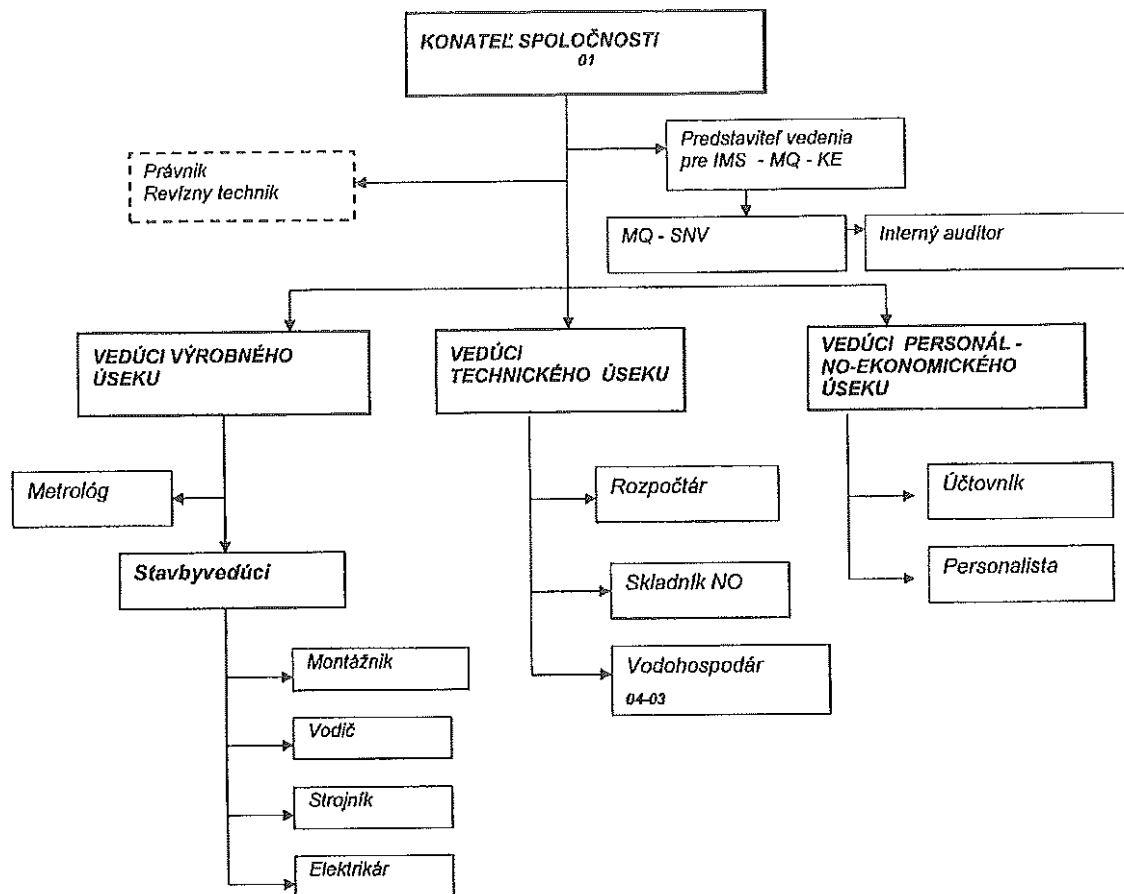 KONATEĽ SPOLOČNOSTI
01
Predstaviteľ vedenia
pre IMS - MQ - KE
Právnik
Revízny technik
MQ - SNV
Interný auditor
VEDÚCI VÝROBNÉHO
ÚSEKU
VEDÚCI
TECHNICKÉHO ÚSEKU
VEDÚCI PERSONÁL -
NO-EKONOMICKÉHO
ÚSEKU
Metrológ
Rozpočtár
Účtovník
Stavbyvedúci
Skladník NO
Personalista
Montážnik
Vodohospodár
04-03
Vodič
Strojník
Elektrikár